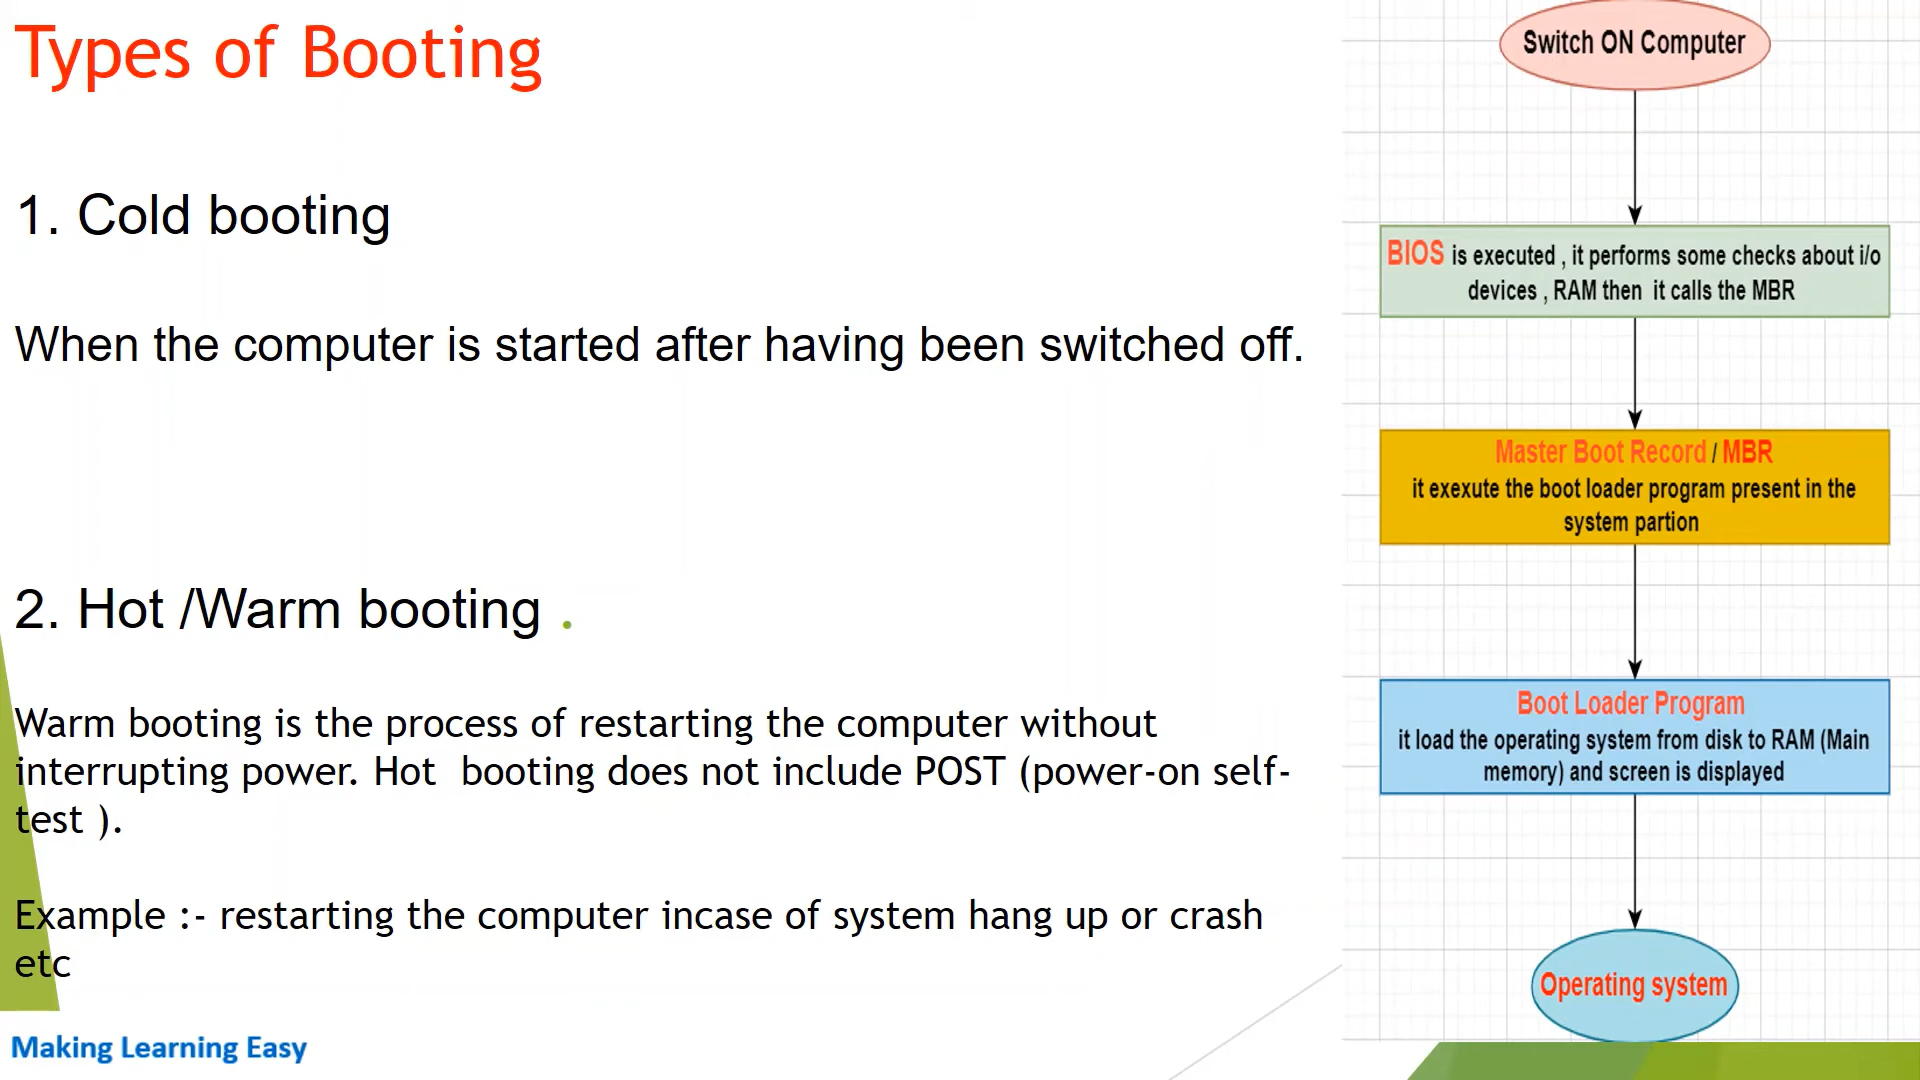 Types of Booting
1. Cold booting
When the computer is started after having been switched off.
2. Hot /Warm booting .
Warm booting is the process of restarting the computer without
interrupting power. Hot  booting does not include POST (power-on self-
test ).
Example :- restarting the computer incase of system hang up or crash
etc
Making Learning Easy
Switch ON Computer
BIOS is executed , it performs some checks about i/o
devices , RAM then  it calls the MBR
Master Boot Record / MBR
it exexute the boot loader program present in the
system partion
Boot Loader Program
it load the operating system from disk to RAM (Main
memory) and screen is displayed
Operating system